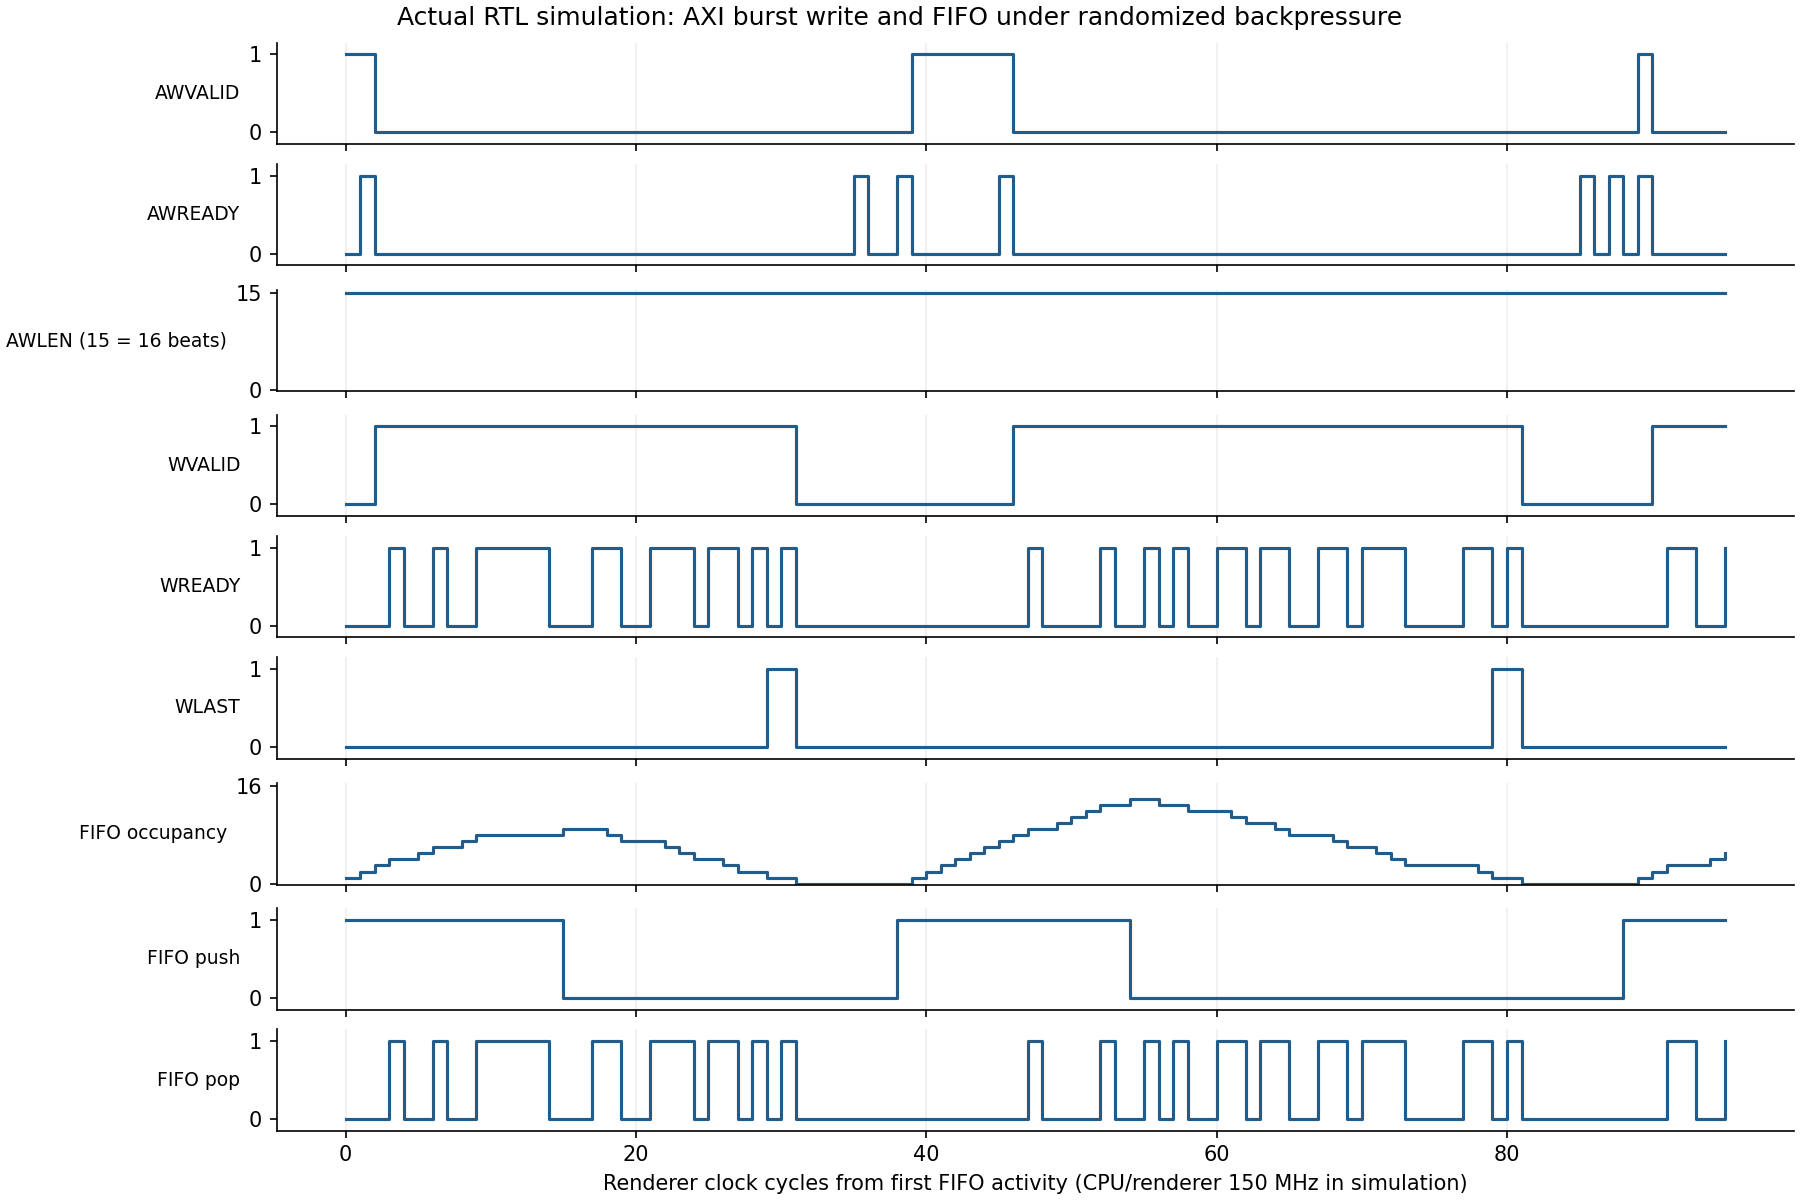 Actual RTL simulation: AXI burst write and FIFO under randomized backpressure
1
AWVALID
0
1
AWREADY
0
15
AWLEN (15 = 16 beats)
0
1
WVALID
0
1
WREADY
0
1
WLAST
0
16
FIFO occupancy
0
1
FIFO push
0
1
FIFO pop
0
0 20 40 60 80
Renderer clock cycles from first FIFO activity (CPU/renderer 150 MHz in simulation)